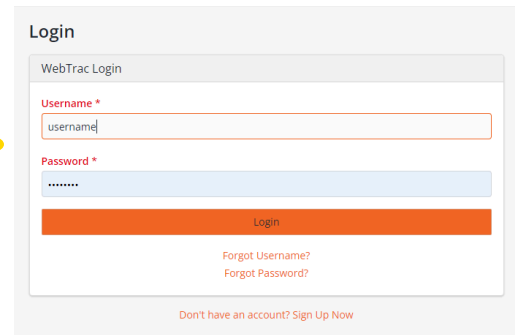 Login
WebTrac Login
Username *
username
Password *
••••••••
Login
Forgot Username?
Forgot Password?
Don't have an account? Sign Up Now